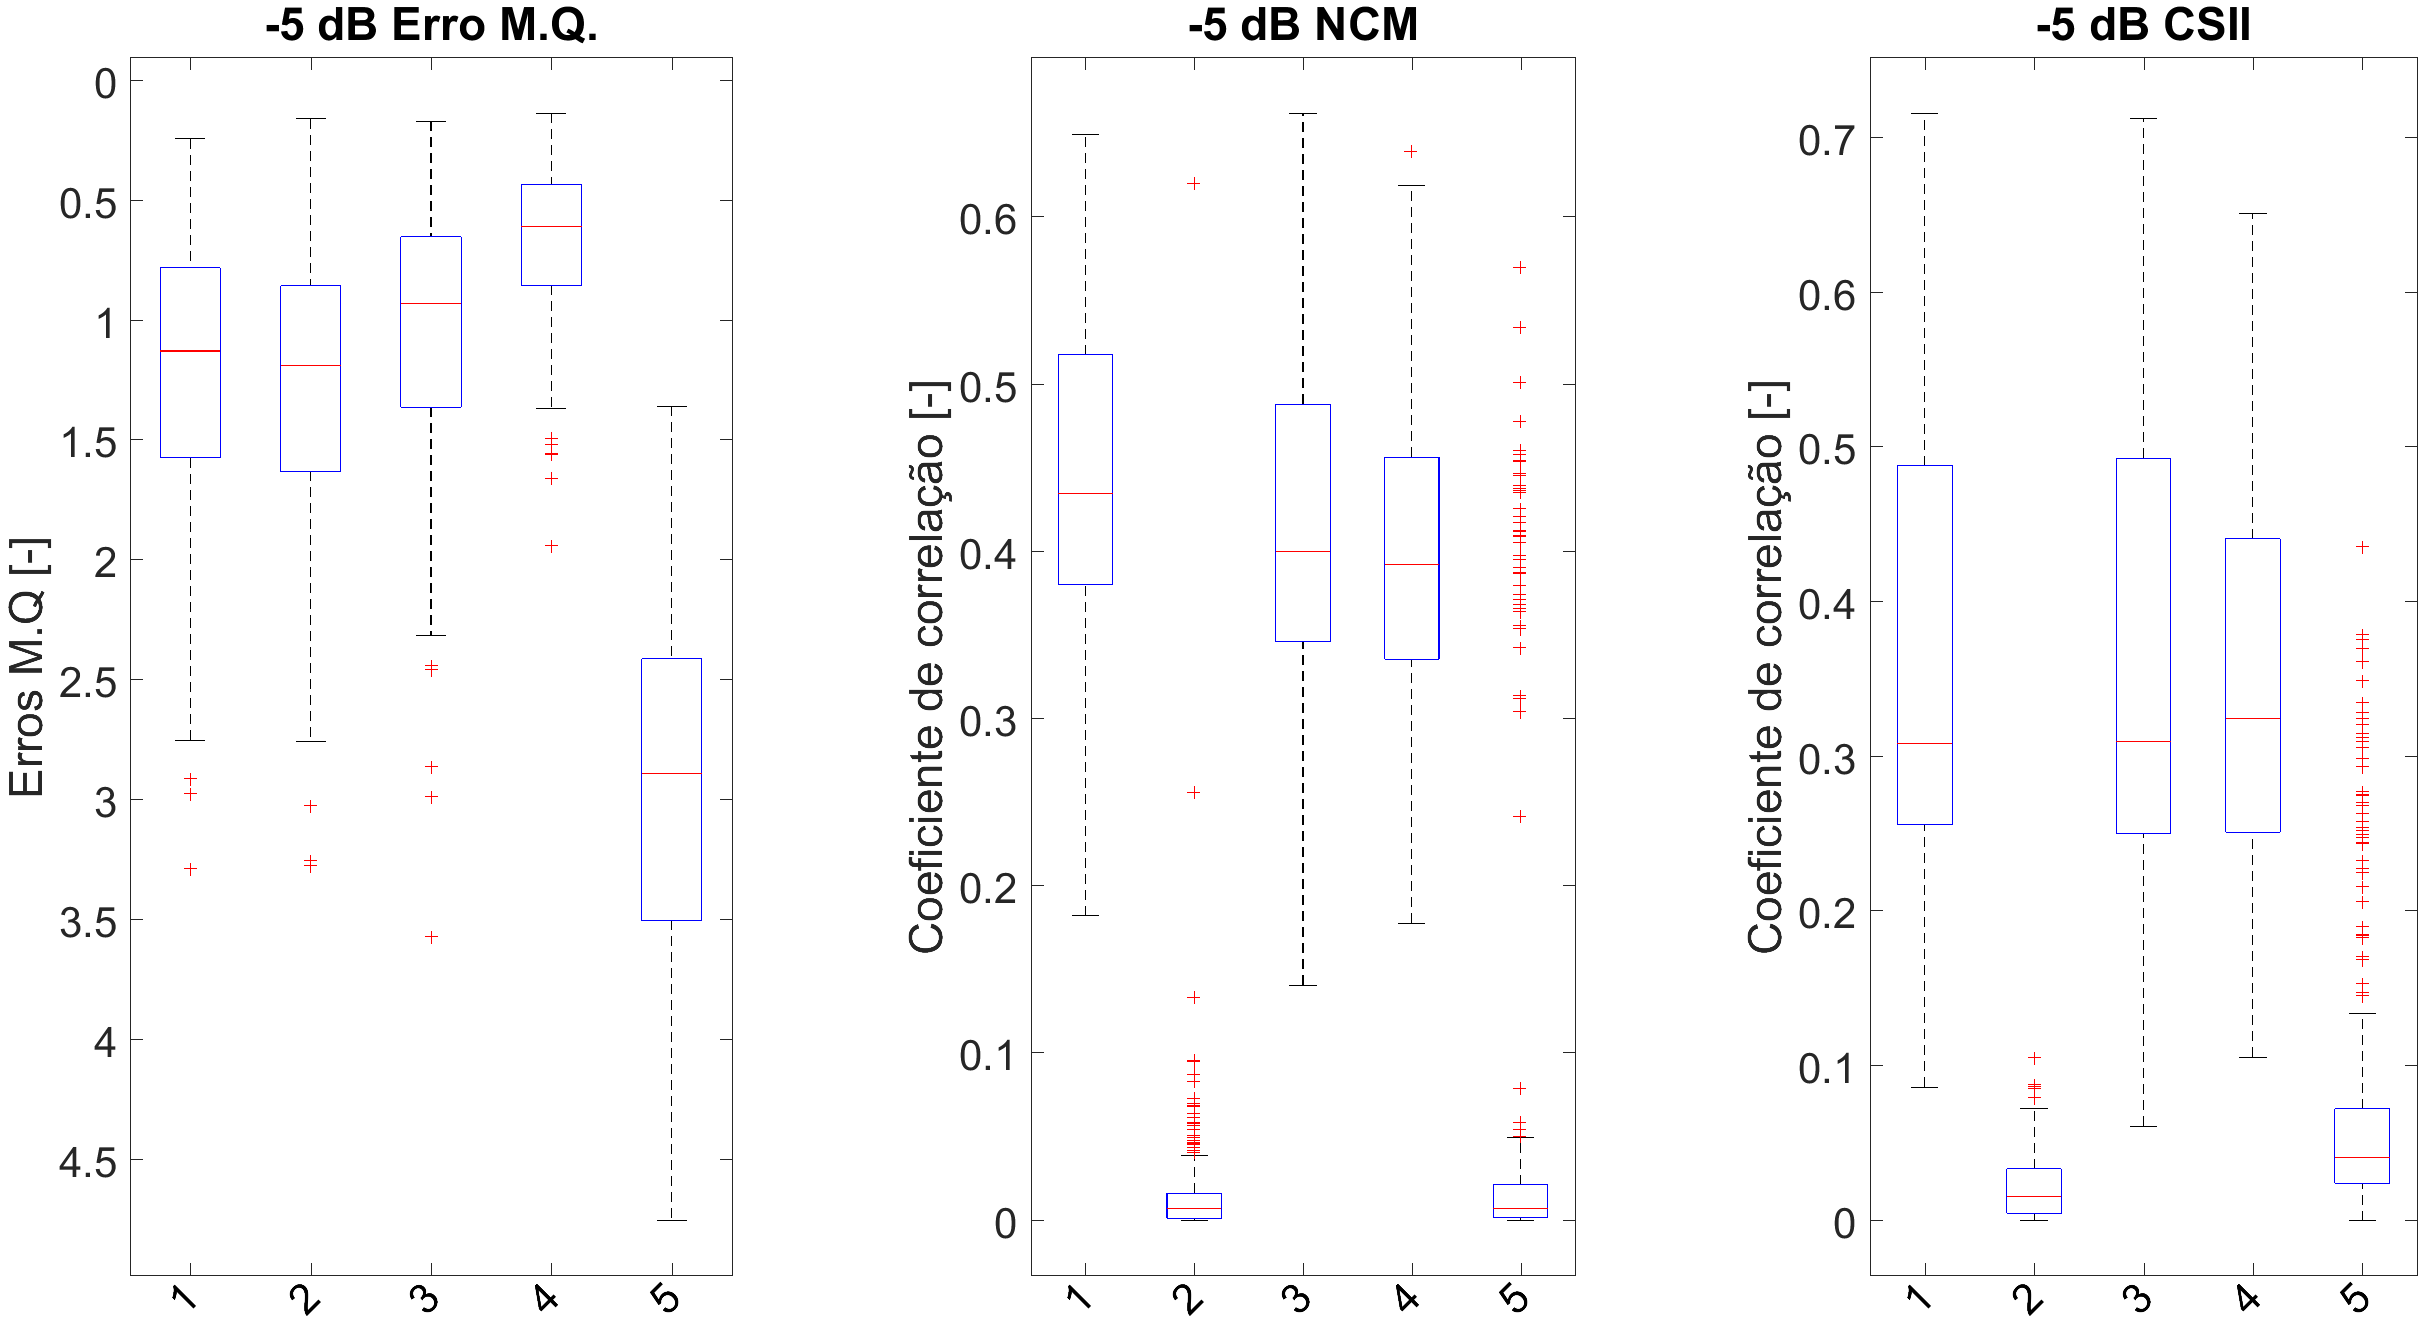 -5 dB Erro M.Q.
Erros M.Q [-]
0
0.5
1
1.5
2
2.5
3
3.5
4
4.5
1 2 3 4 5
-5 dB NCM
Coeficiente de correlação [-]
0.6
0.5
0.4
0.3
0.2
0.1
0
1 2 3 4 5
-5 dB CSII
Coeficiente de correlação [-]
0.7
0.6
0.5
0.4
0.3
0.2
0.1
0
1 2 3 4 5